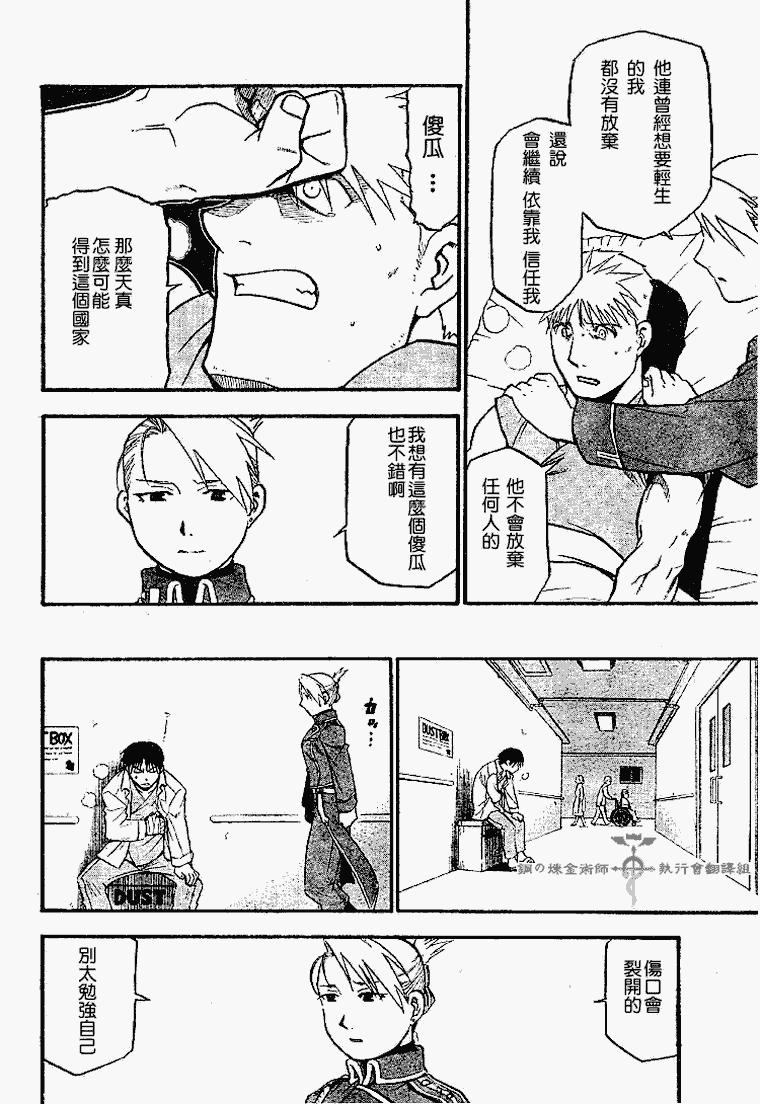 他連曾經想要輕生
的我
都沒有放棄
還說
會繼續 依靠我 信任我
他不會放棄
任何人的
傻瓜…
那麼天真
怎麼可能
得到這個國家
我想有這麼個傻瓜
也不錯啊
DUST BOX
鋼の煉金術師
執行會翻譯組
T BOX
DUST
傷口會
裂開的
別太勉強自己